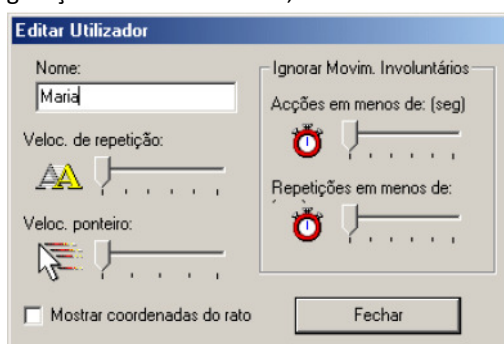 Editar Utilizador
Nome:
Maria
Veloc. de repetição:
Veloc. ponteiro:
Mostrar coordenadas do rato
Ignorar Movim. Involuntários
Acções em menos de: (seg)
Repetições em menos de:
Fechar